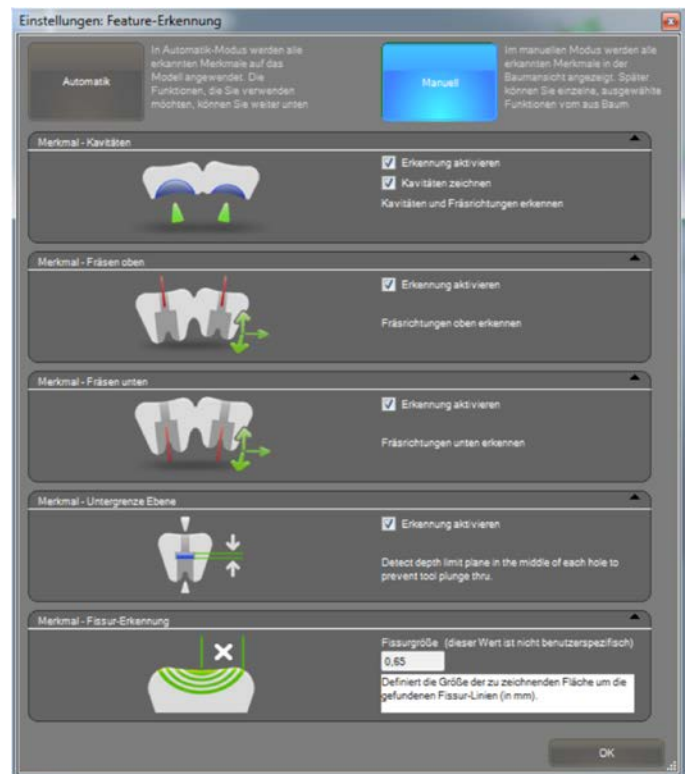 Einstellungen: Feature-Erkennung
Automatik
In Automatik-Modus werden alle
erkannten Merkmale auf das
Modell angewendet. Die
Funktionen, die Sie verwenden
möchten, können Sie weiter unten
Manuell
Im manuellen Modus werden alle
erkannten Merkmale in der
Baumansicht angezeigt. Später
können Sie einzelne, ausgewählte
Funktionen vom aus Baum
Merkmal - Kavitäten
Erkennung aktivieren
Kavitäten zeichnen
Kavitäten und Fräsrichtungen erkennen
Merkmal - Fräsen oben
Erkennung aktivieren
Fräsrichtungen oben erkennen
Merkmal - Fräsen unten
Erkennung aktivieren
Fräsrichtungen unten erkennen
Merkmal - Untergrenze Ebene
Erkennung aktivieren
Detect depth limit plane in the middle of each hole to
prevent tool plunge thru.
Merkmal - Fissur-Erkennung
Fissurgröße (dieser Wert ist nicht benutzerspezifisch)
0,65
Definiert die Größe der zu zeichnenden Fläche um die
gefundenen Fissur-Linien (in mm).
OK